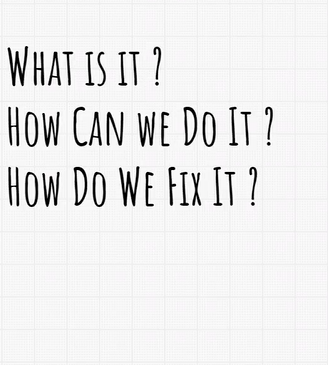 What is it ?
How Can we Do It ?
How Do We Fix It ?